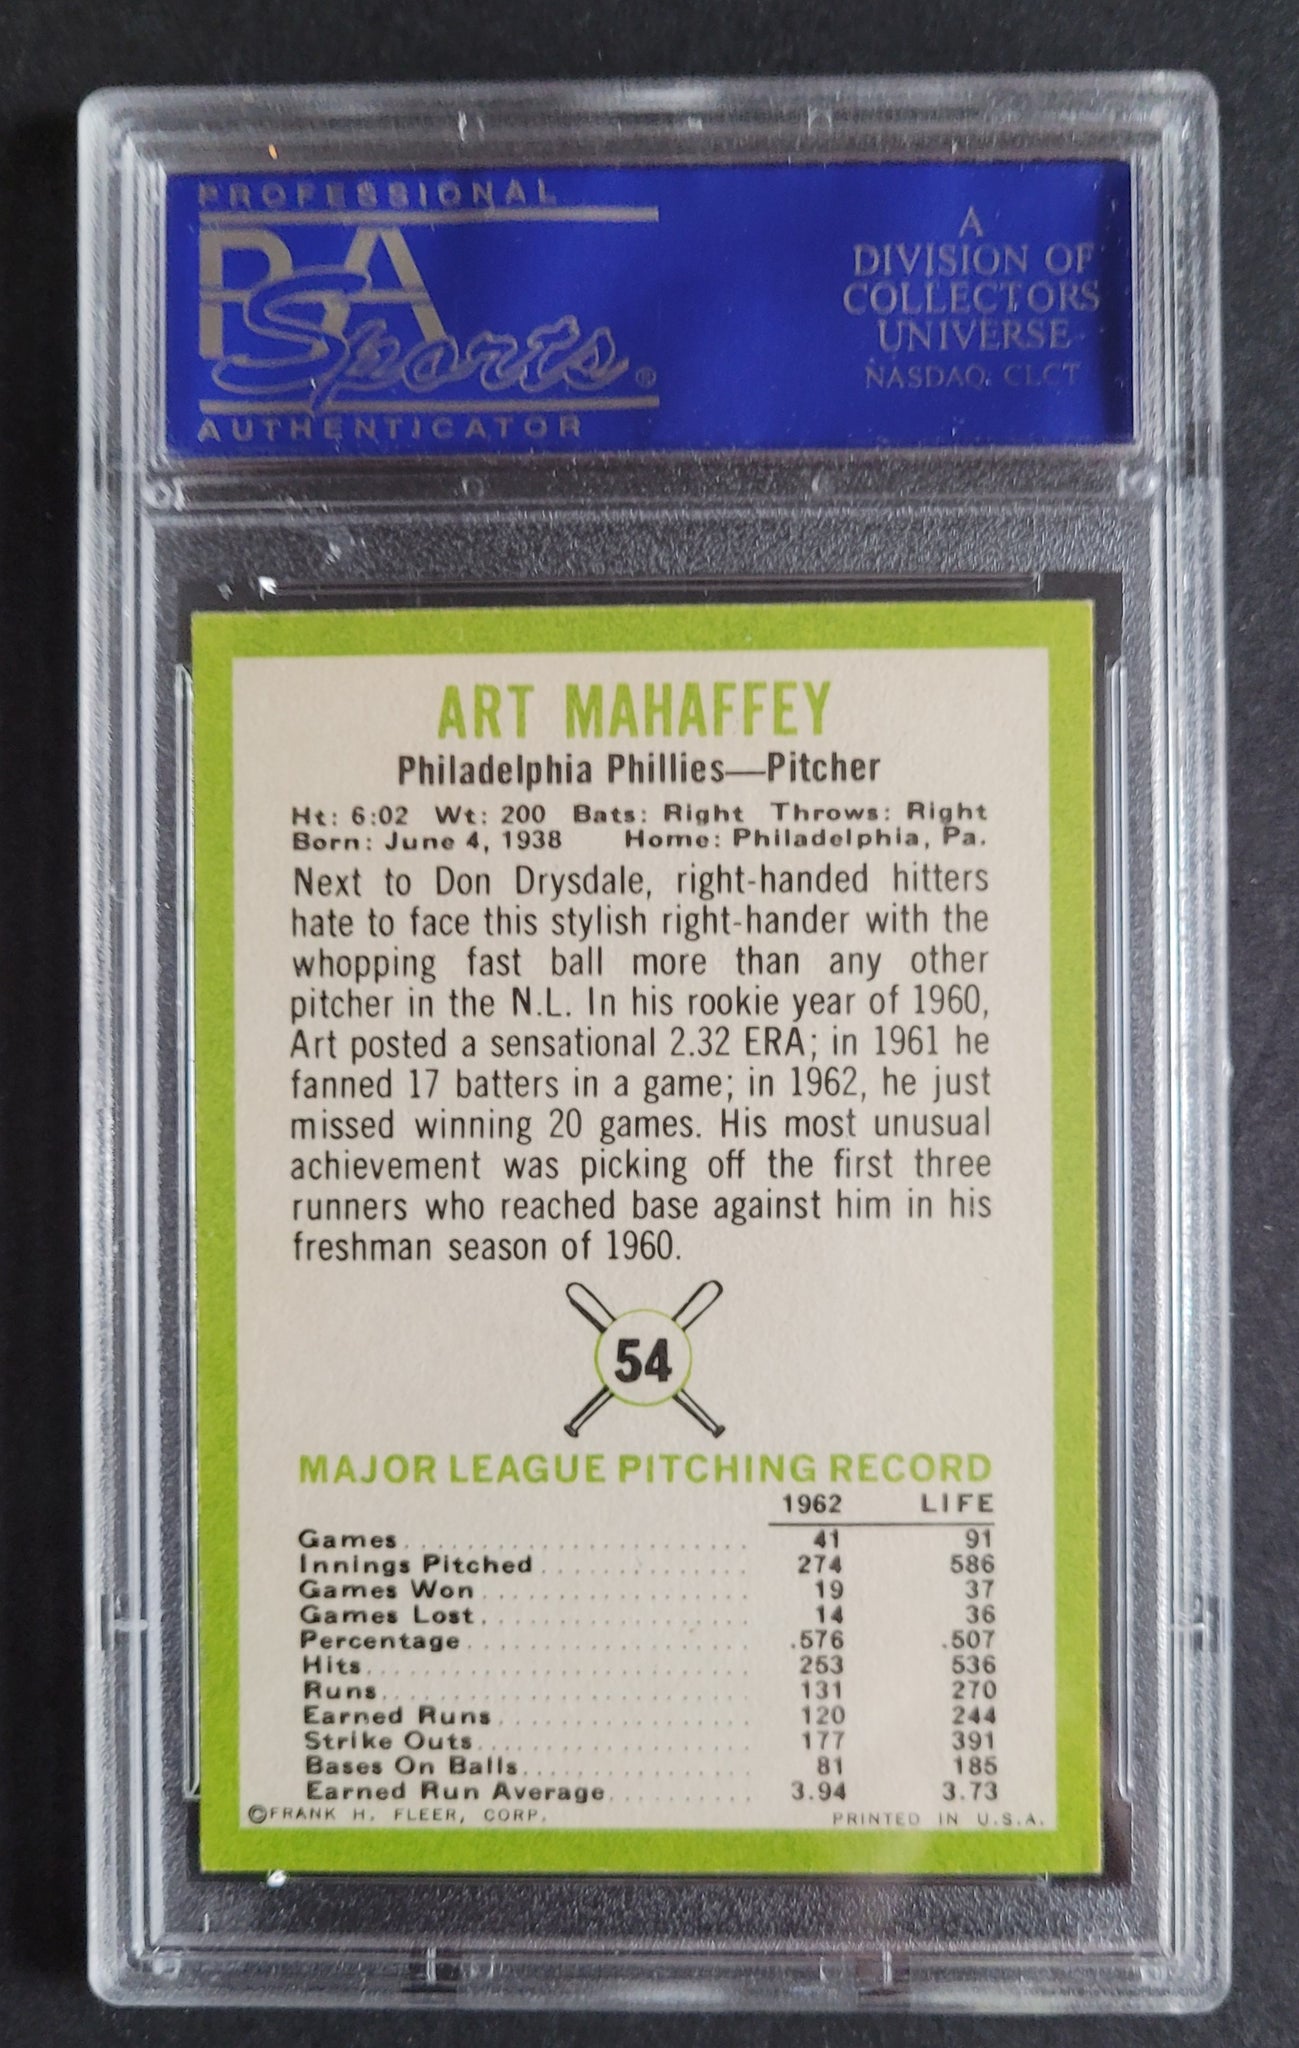 PROFESSIONAL
PSA
Sports®
AUTHENTICATOR
A
DIVISION OF
COLLECTORS
UNIVERSE
NASDAQ: CLCT
ART MAHAFFEY
Philadelphia Phillies—Pitcher
Ht: 6:02 Wt: 200 Bats: Right Throws: Right
Born: June 4, 1938 Home: Philadelphia, Pa.
Next to Don Drysdale, right-handed hitters
hate to face this stylish right-hander with the
whopping fast ball more than any other
pitcher in the N.L. In his rookie year of 1960,
Art posted a sensational 2.32 ERA; in 1961 he
fanned 17 batters in a game; in 1962, he just
missed winning 20 games. His most unusual
achievement was picking off the first three
runners who reached base against him in his
freshman season of 1960.
54
MAJOR LEAGUE PITCHING RECORD
1962 LIFE
Games 41 91
Innings Pitched 274 586
Games Won 19 37
Games Lost 14 36
Percentage .576 .507
Hits 253 536
Runs 131 270
Earned Runs 120 244
Strike Outs 177 391
Bases On Balls 81 185
Earned Run Average 3.94 3.73
©FRANK H. FLEER, CORP. PRINTED IN U.S.A.